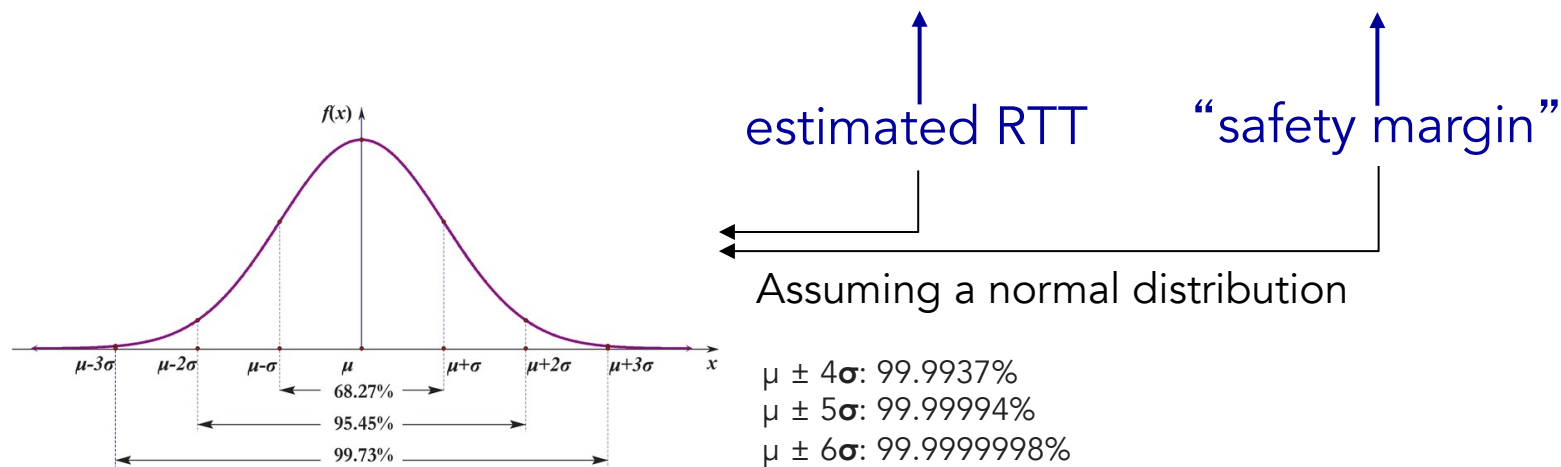 estimated RTT
“safety margin”
f(x)
Assuming a normal distribution
μ-3σ μ-2σ μ-σ μ μ+σ μ+2σ μ+3σ x
68.27%
95.45%
99.73%
μ ± 4σ: 99.9937%
μ ± 5σ: 99.99994%
μ ± 6σ: 99.9999998%